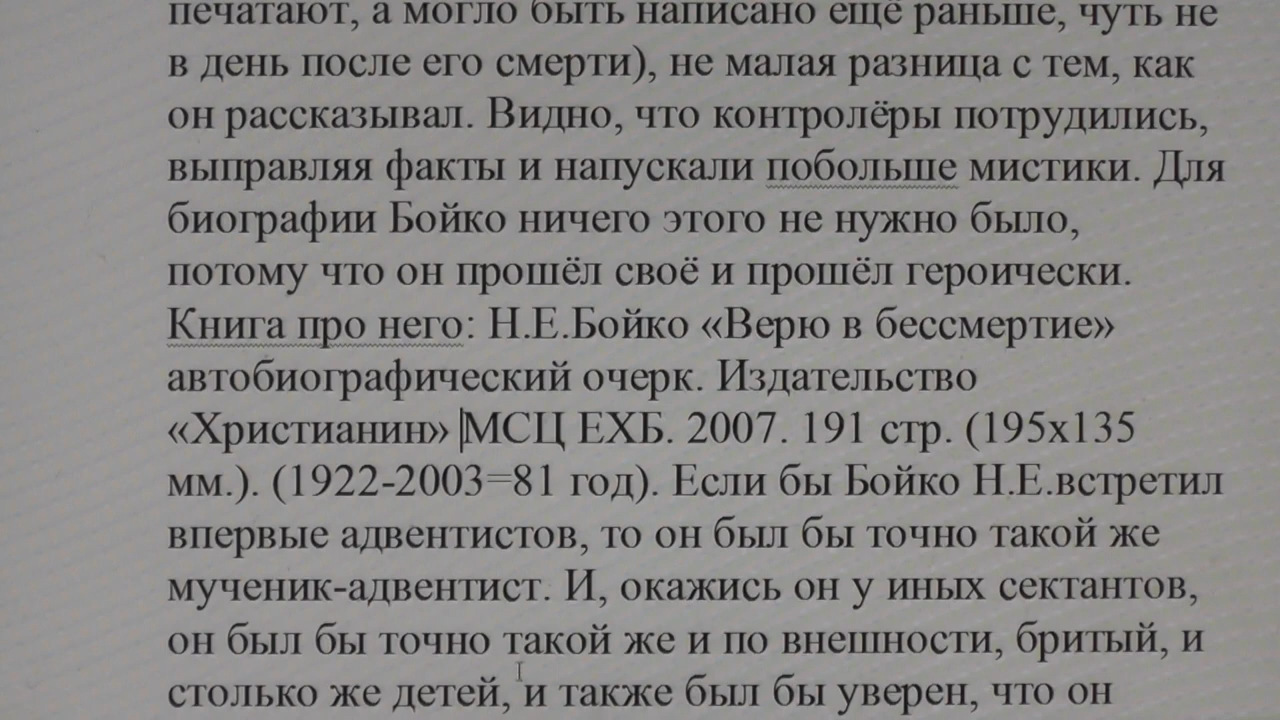 печатают, а могло быть написано ещё раньше, чуть не
в день после его смерти), не малая разница с тем, как
он рассказывал. Видно, что контролёры потрудились,
выправляя факты и напускали побольше мистики. Для
биографии Бойко ничего этого не нужно было,
потому что он прошёл своё и прошёл героически.
Книга про него: Н.Е.Бойко «Верю в бессмертие»
автобиографический очерк. Издательство
«Христианин» МСЦ ЕХБ. 2007. 191 стр. (195х135
мм.). (1922-2003=81 год). Если бы Бойко Н.Е.встретил
впервые адвентистов, то он был бы точно такой же
мученик-адвентист. И, окажись он у иных сектантов,
он был бы точно такой же и по внешности, бритый, и
столько же детей, и также был бы уверен, что он